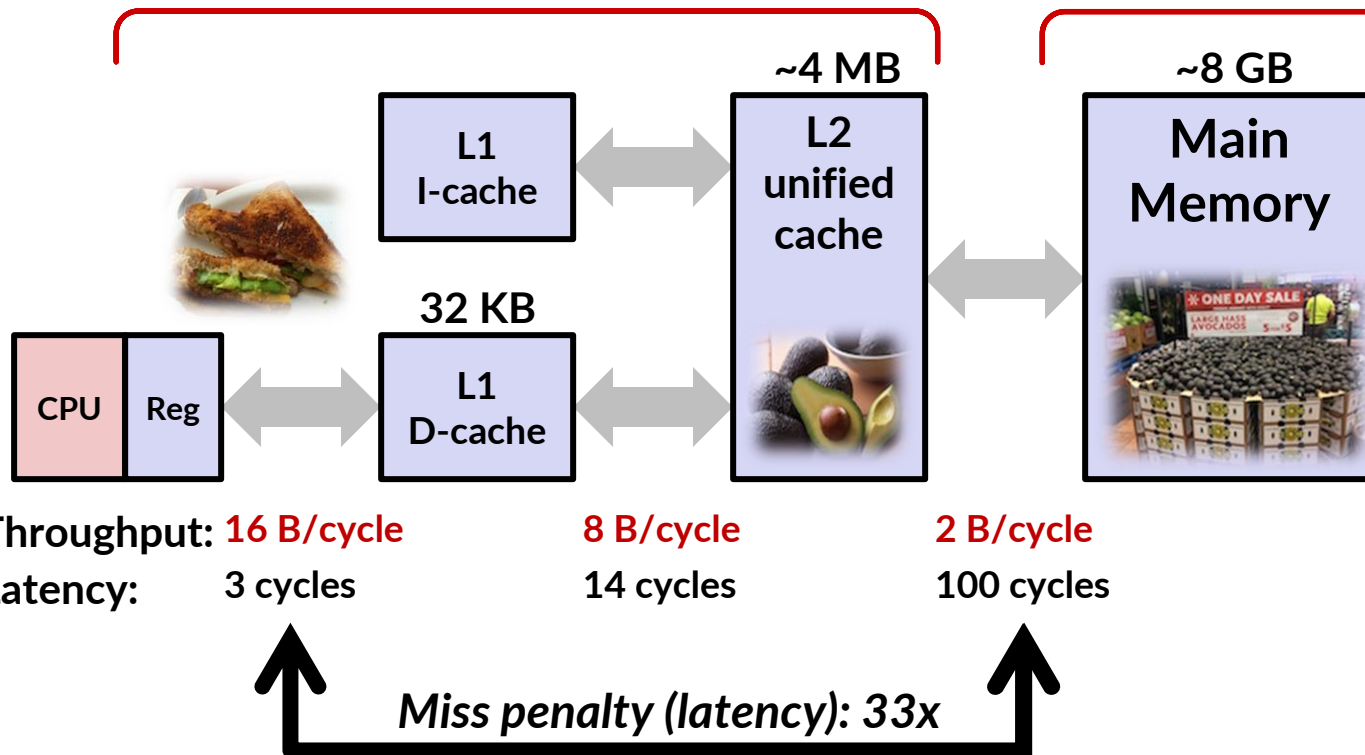 ~4 MB
~8 GB
L1
I-cache
L2
unified
cache
Main
Memory
* ONE DAY SALE
LARGE HASS
AVOCADOS
32 KB
CPU
Reg
L1
D-cache
Throughput: 16 B/cycle 8 B/cycle 2 B/cycle
Latency: 3 cycles 14 cycles 100 cycles
Miss penalty (latency): 33x